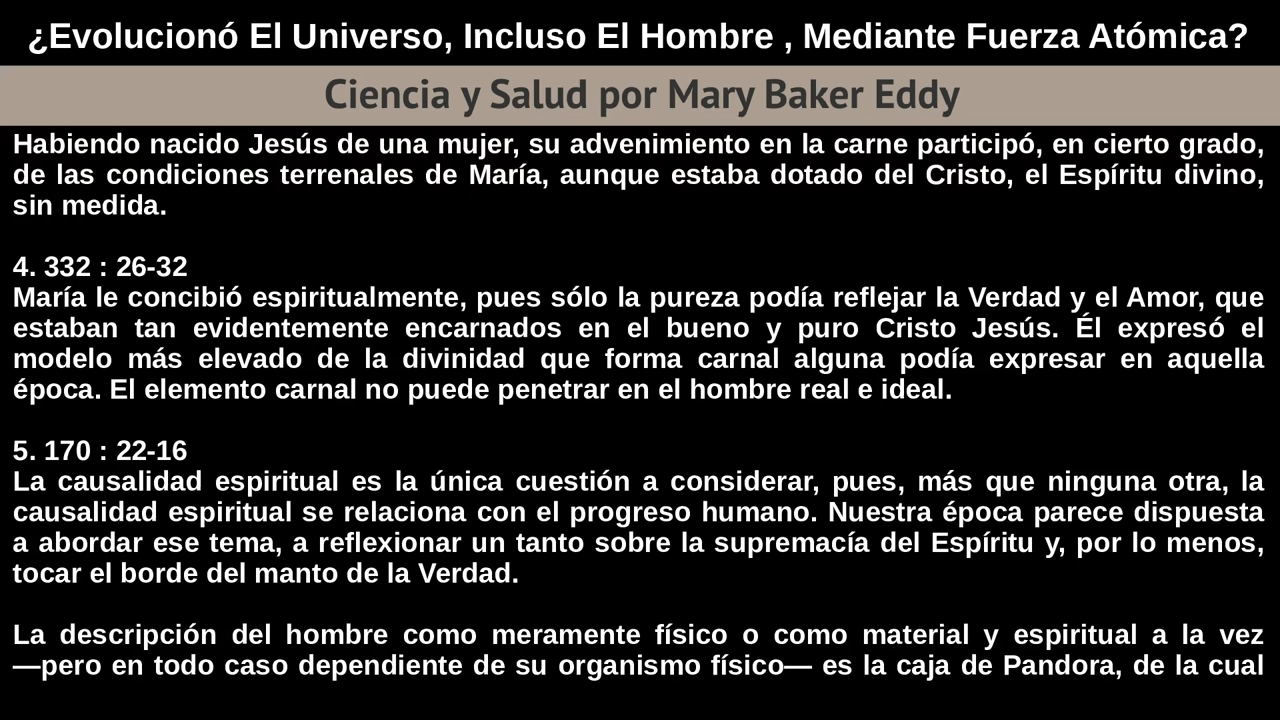 ¿Evolucionó El Universo, Incluso El Hombre , Mediante Fuerza Atómica?
Ciencia y Salud por Mary Baker Eddy
Habiendo nacido Jesús de una mujer, su advenimiento en la carne participó, en cierto grado,
de las condiciones terrenales de María, aunque estaba dotado del Cristo, el Espíritu divino,
sin medida.
4. 332 : 26-32
María le concibió espiritualmente, pues sólo la pureza podía reflejar la Verdad y el Amor, que
estaban tan evidentemente encarnados en el bueno y puro Cristo Jesús. Él expresó el
modelo más elevado de la divinidad que forma carnal alguna podía expresar en aquella
época. El elemento carnal no puede penetrar en el hombre real e ideal.
5. 170 : 22-16
La causalidad espiritual es la única cuestión a considerar, pues, más que ninguna otra, la
causalidad espiritual se relaciona con el progreso humano. Nuestra época parece dispuesta
a abordar ese tema, a reflexionar un tanto sobre la supremacía del Espíritu y, por lo menos,
tocar el borde del manto de la Verdad.
La descripción del hombre como meramente físico o como material y espiritual a la vez
—pero en todo caso dependiente de su organismo físico— es la caja de Pandora, de la cual